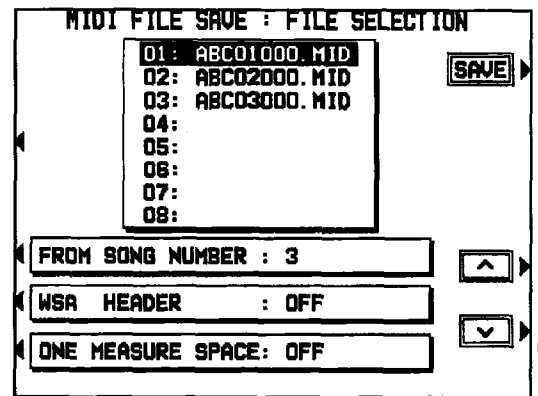 MIDI FILE SAVE : FILE SELECTION
01: ABC01000.MID
02: ABC02000.MID
03: ABC03000.MID
04:
05:
06:
07:
08:
SAVE
FROM SONG NUMBER : 3
WSA HEADER : OFF
ONE MEASURE SPACE: OFF